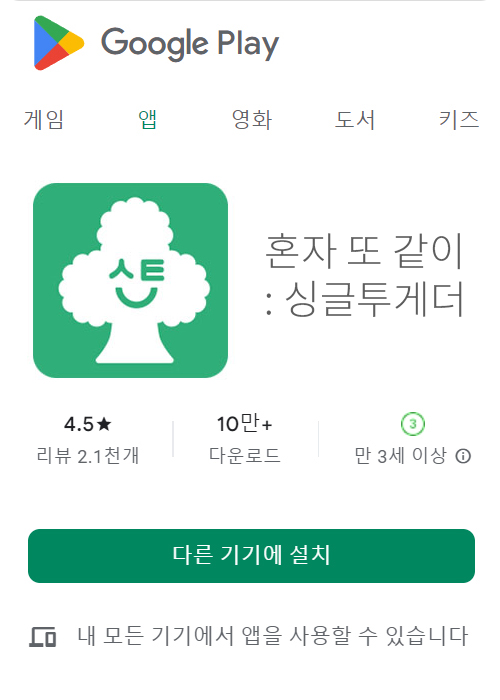 Google Play
게임 앱 영화 도서 키즈
스트
혼자 또 같이
: 싱글투게더
4.5★ 10만+ 3
리뷰 2.1천개 다운로드 만 3세 이상
다른 기기에 설치
내 모든 기기에서 앱을 사용할 수 있습니다